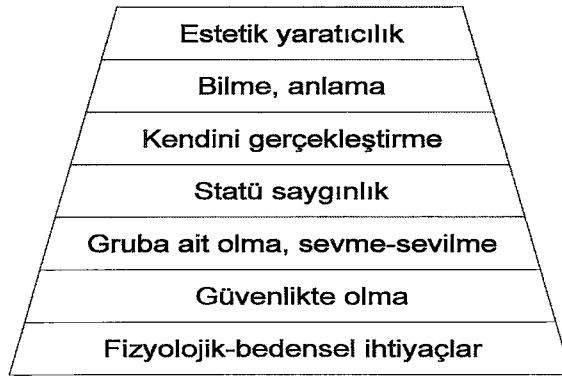 Estetik yaratıcılık
Bilme, anlama
Kendini gerçekleştirme
Statü saygınlık
Gruba ait olma, sevme-sevilme
Güvenlikte olma
Fizyolojik-bedensel ihtiyaçlar